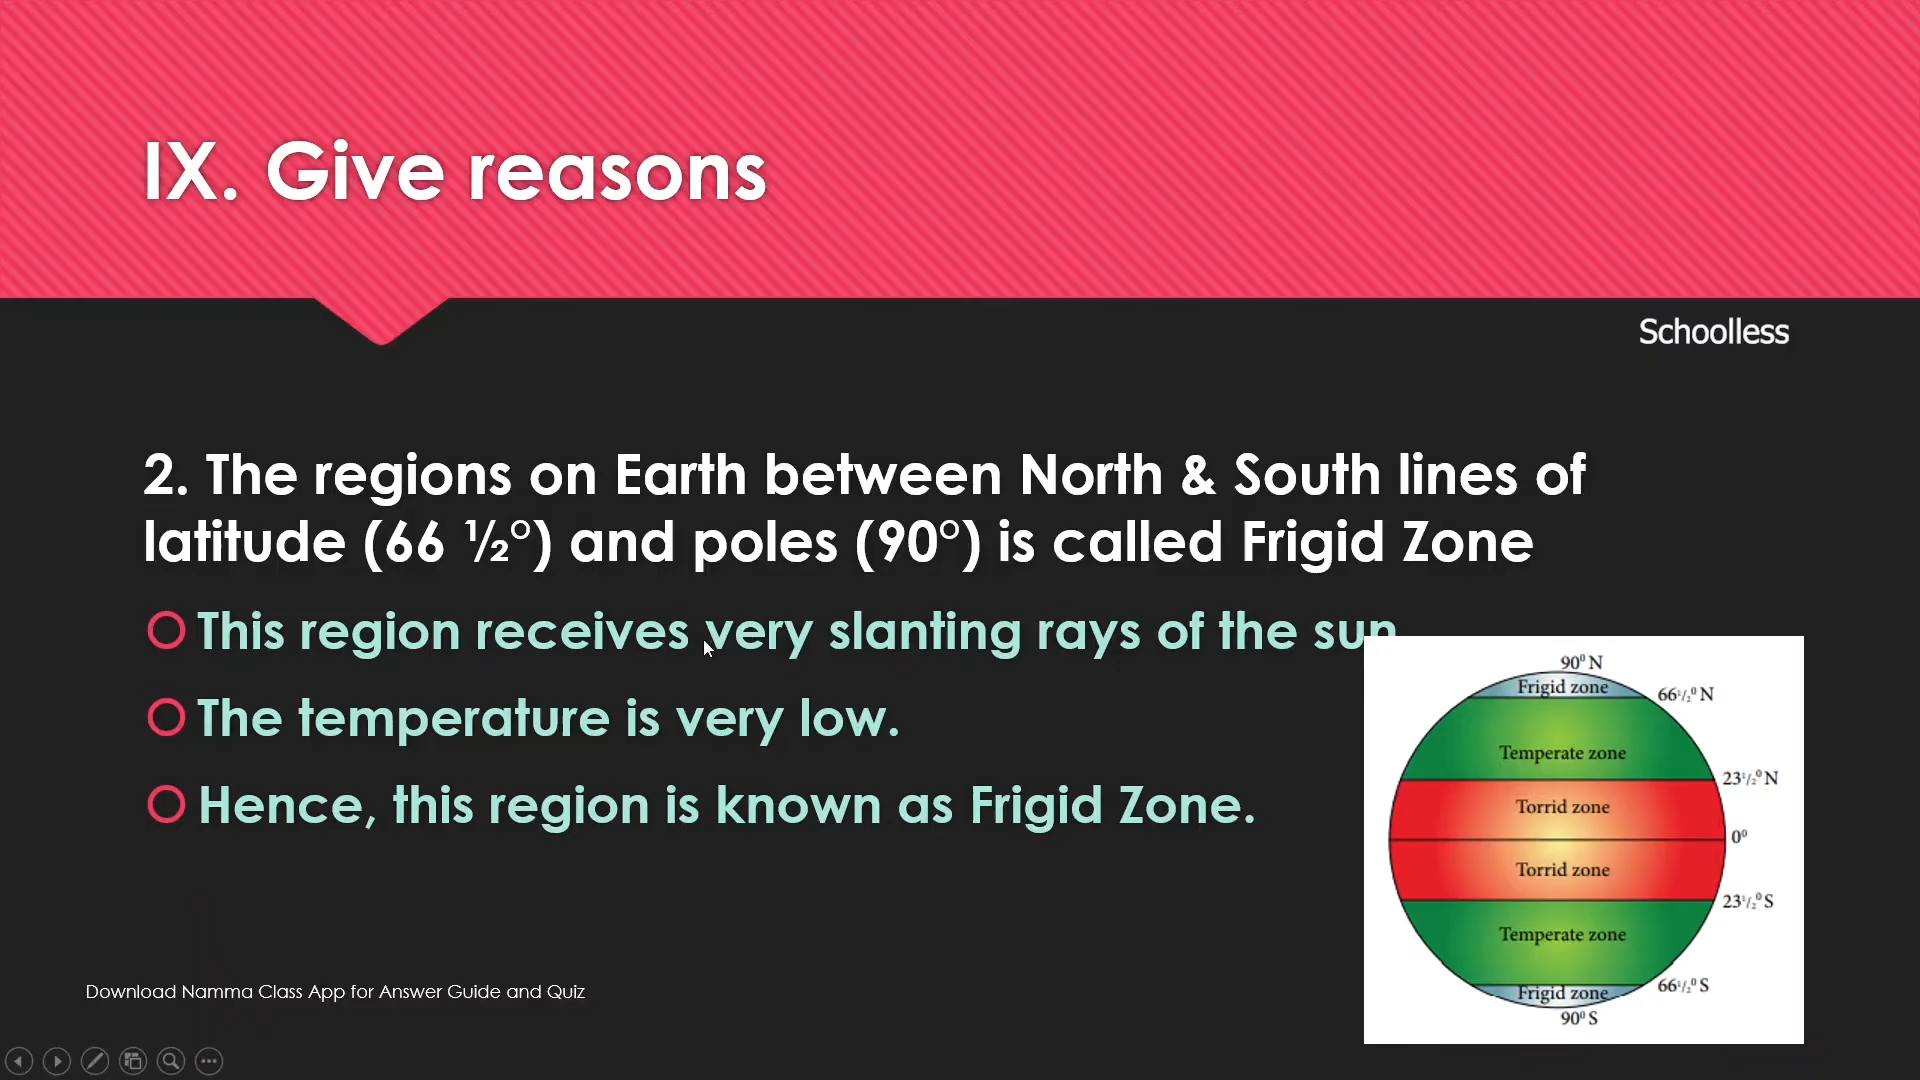 IX. Give reasons
Schoolless
2. The regions on Earth between North & South lines of
latitude (66 ½°) and poles (90°) is called Frigid Zone
This region receives very slanting rays of the sun
The temperature is very low.
Hence, this region is known as Frigid Zone.
90⁰ N
Frigid zone
66¹/₂⁰ N
Temperate zone
23¹/₂⁰ N
Torrid zone
0⁰
Torrid zone
23¹/₂⁰ S
Temperate zone
66¹/₂⁰ S
Frigid zone
90⁰ S
Download Namma Class App for Answer Guide and Quiz